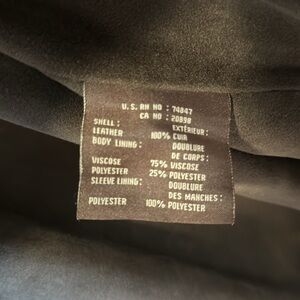 U.S. RN NO : 74847
CA NO : 20898
SHELL : EXTÉRIEUR :
LEATHER 100% CUIR
BODY LINING: DOUBLURE
DE CORPS:
VISCOSE 75% VISCOSE
POLYESTER 25% POLYESTER
SLEEVE LINING: DOUBLURE
DES MANCHES:
POLYESTER 100% POLYESTER